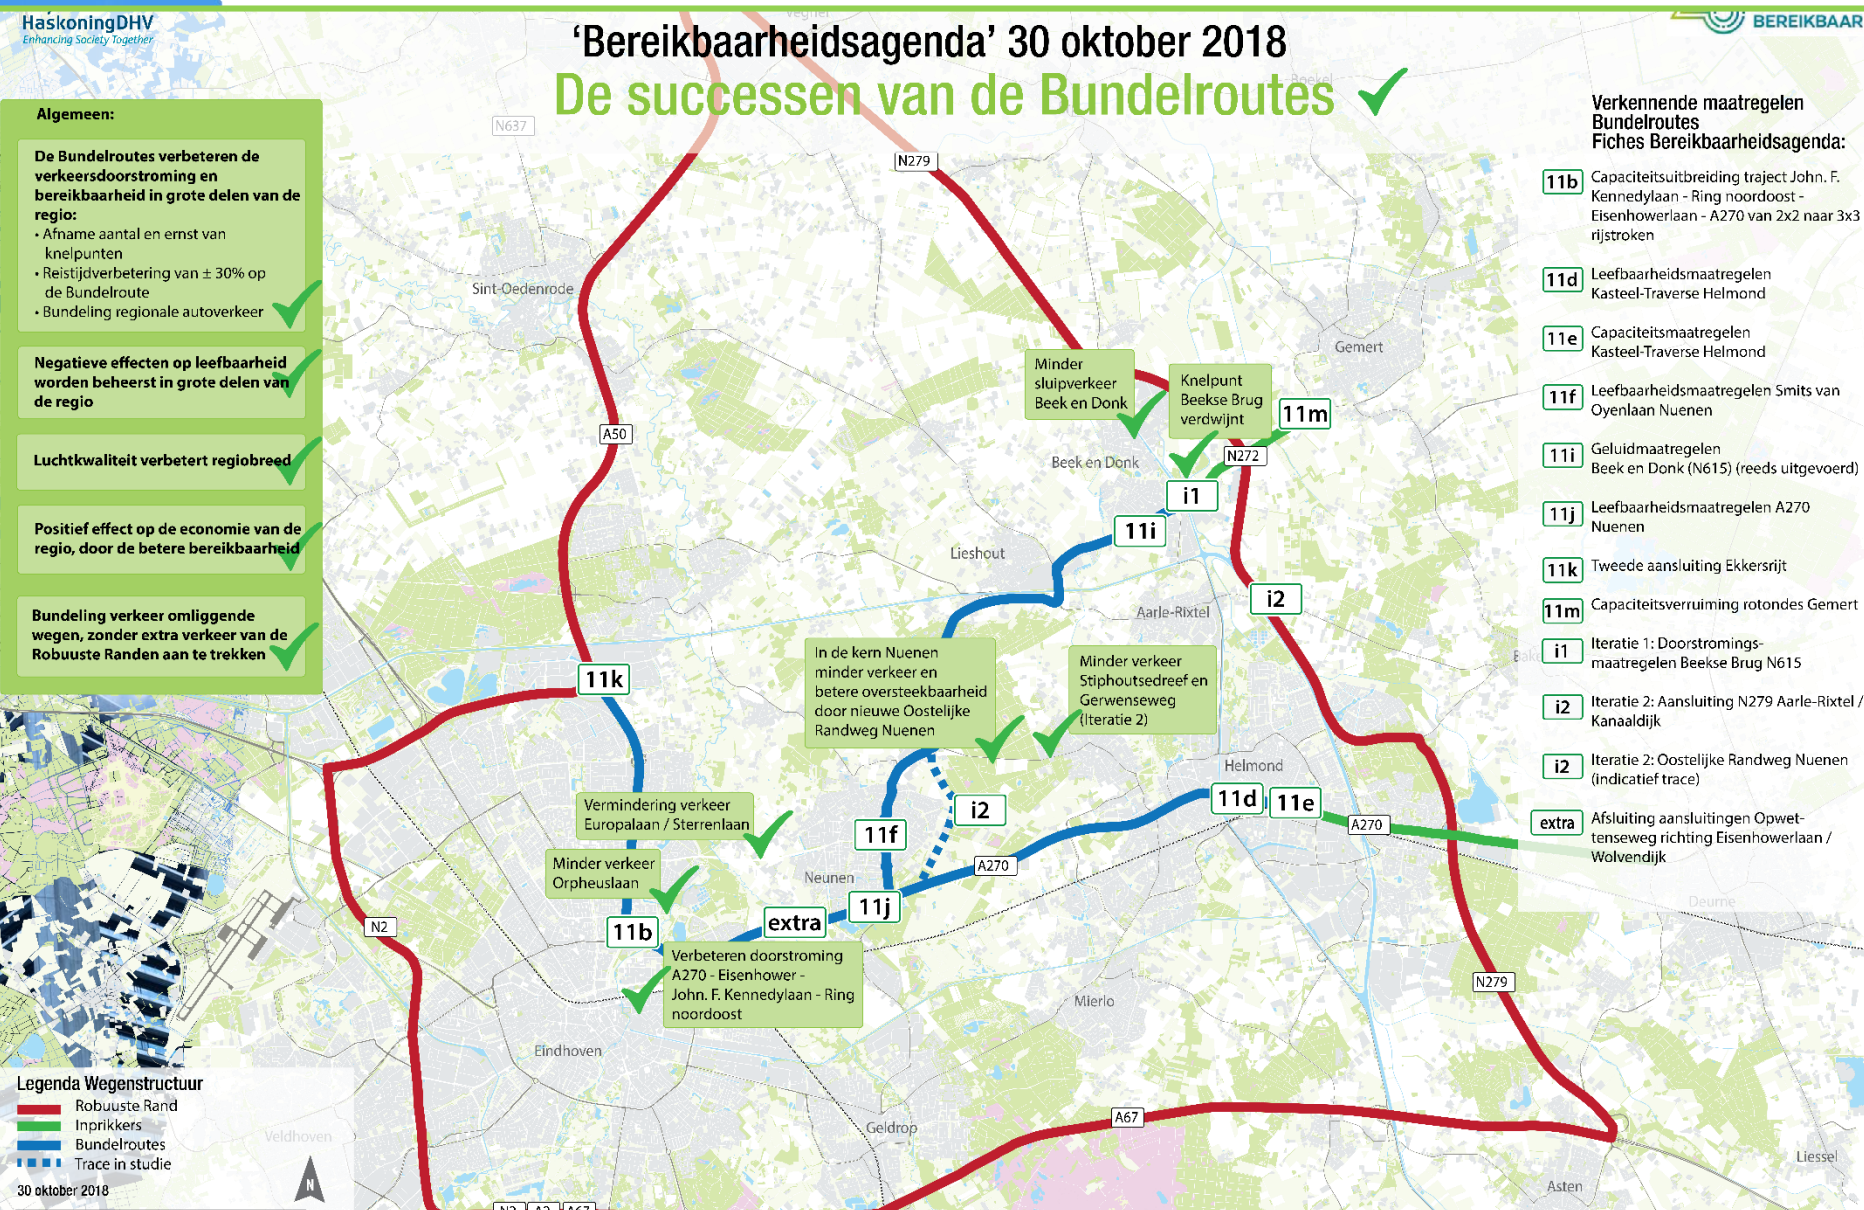 HaskoningDHV
Enhancing Society Together
BEREIKBAAR
'Bereikbaarheidsagenda' 30 oktober 2018
De successen van de Bundelroutes
Algemeen:
De Bundelroutes verbeteren de
verkeersdoorstroming en
bereikbaarheid in grote delen van de
regio:
• Afname aantal en ernst van
knelpunten
• Reistijdverbetering van ± 30% op
de Bundelroute
• Bundeling regionale autoverkeer
Negatieve effecten op leefbaarheid
worden beheerst in grote delen van
de regio
Luchtkwaliteit verbetert regiobreed
Positief effect op de economie van de
regio, door de betere bereikbaarheid
Bundeling verkeer omliggende
wegen, zonder extra verkeer van de
Robuuste Randen aan te trekken
Veghel
Boekel
N637
N279
Sint-Oedenrode
Gemert
Minder
sluipverkeer
Beek en Donk
Knelpunt
Beekse Brug
verdwijnt
11m
A50
Beek en Donk
N272
i1
11i
Lieshout
Aarle-Rixtel
i2
In de kern Nuenen
minder verkeer en
betere oversteekbaarheid
door nieuwe Oostelijke
Randweg Nuenen
Minder verkeer
Stiphoutsedreef en
Gerwenseweg
(Iteratie 2)
11k
Helmond
11d
11e
Vermindering verkeer
Europalaan / Sterrenlaan
i2
11f
A270
Minder verkeer
Orpheuslaan
Neunen
A270
11j
extra
11b
N2
Verbeteren doorstroming
A270 - Eisenhower -
John. F. Kennedylaan - Ring
noordoost
Deurne
N279
Mierlo
Eindhoven
A67
Geldrop
Veldhoven
Liessel
Asten
N2 A2 A67
Verkennende maatregelen
Bundelroutes
Fiches Bereikbaarheidsagenda:
11b Capaciteitsuitbreiding traject John. F.
Kennedylaan - Ring noordoost -
Eisenhowerlaan - A270 van 2x2 naar 3x3
rijstroken
11d Leefbaarheidsmaatregelen
Kasteel-Traverse Helmond
11e Capaciteitsmaatregelen
Kasteel-Traverse Helmond
11f Leefbaarheidsmaatregelen Smits van
Oyenlaan Nuenen
11i Geluidmaatregelen
Beek en Donk (N615) (reeds uitgevoerd)
11j Leefbaarheidsmaatregelen A270
Nuenen
11k Tweede aansluiting Ekkersrijt
11m Capaciteitsverruiming rotondes Gemert
i1 Iteratie 1: Doorstromings-
maatregelen Beekse Brug N615
i2 Iteratie 2: Aansluiting N279 Aarle-Rixtel /
Kanaaldijk
i2 Iteratie 2: Oostelijke Randweg Nuenen
(indicatief trace)
extra Afsluiting aansluitingen Opwet-
tenseweg richting Eisenhowerlaan /
Wolvendijk
Legenda Wegenstructuur
Robuuste Rand
Inprikkers
Bundelroutes
Trace in studie
30 oktober 2018
N